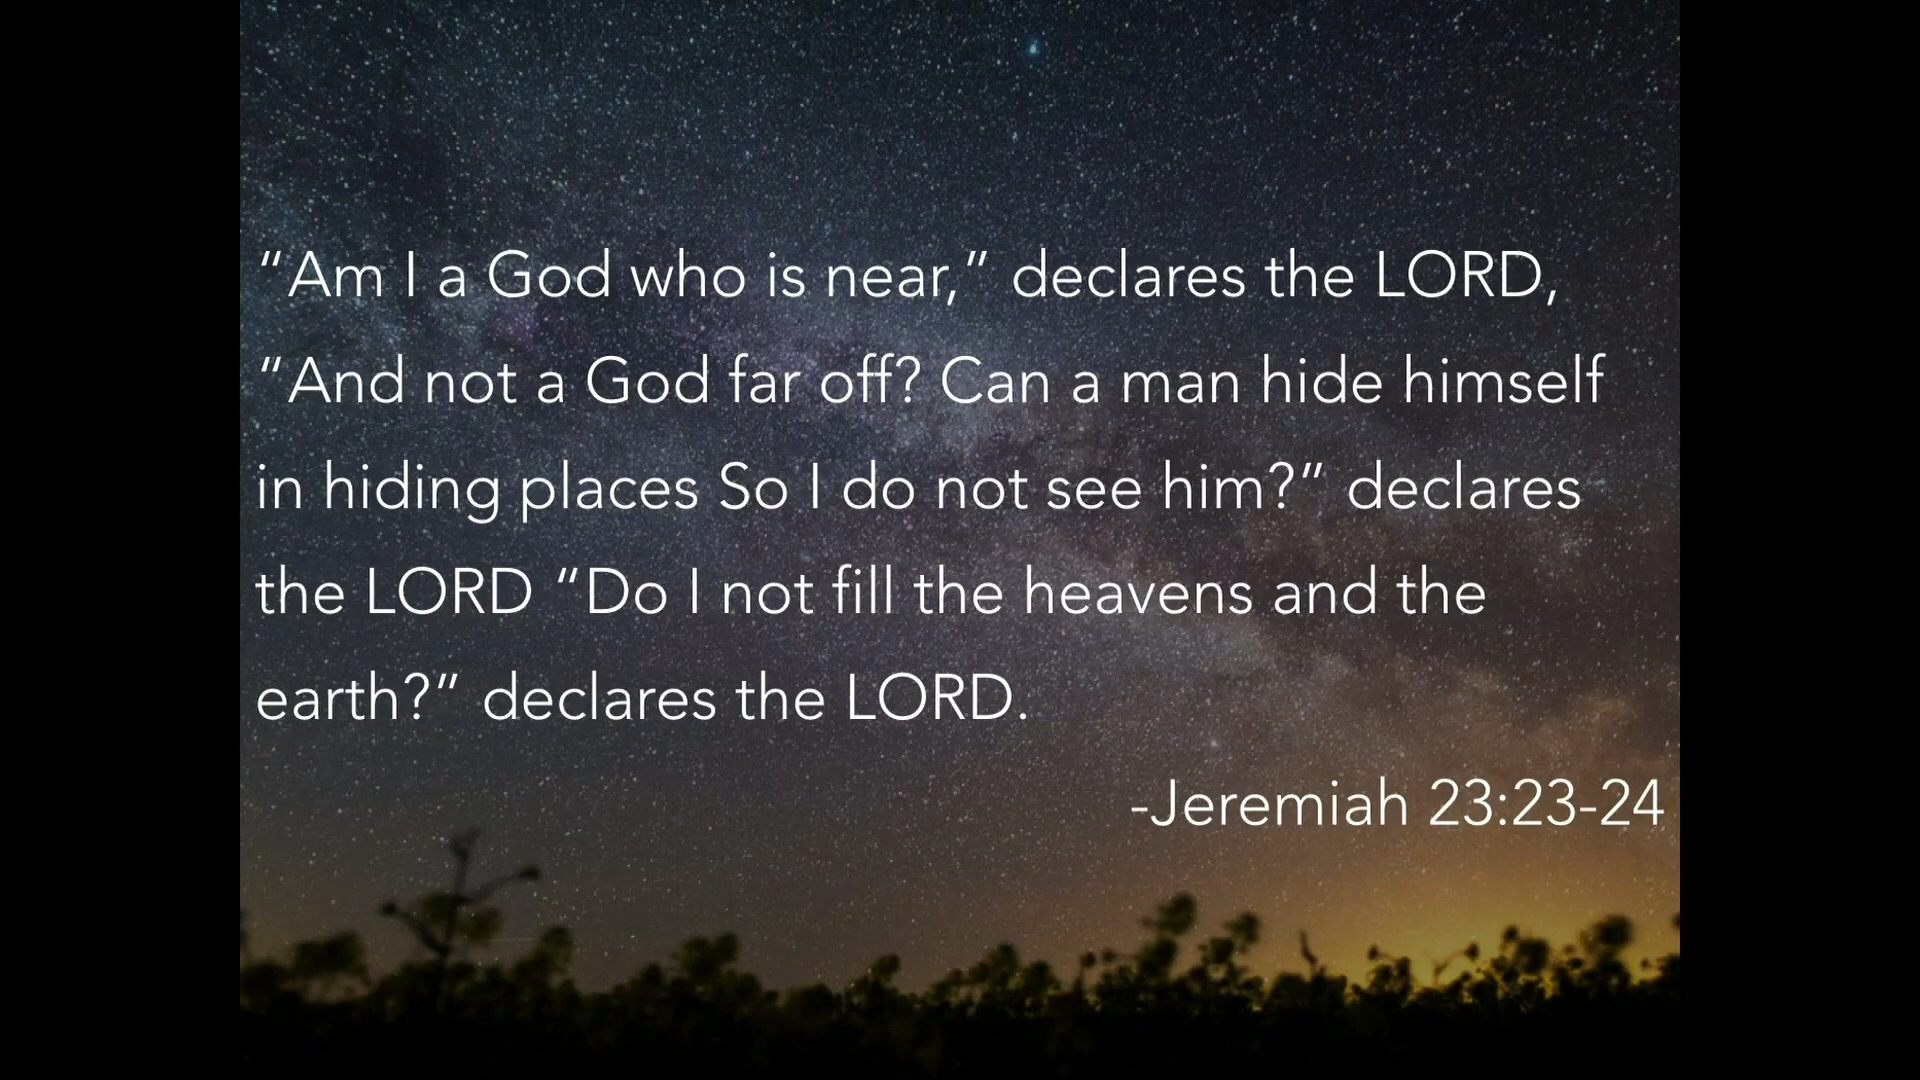 “Am I a God who is near,” declares the LORD,
“And not a God far off? Can a man hide himself
in hiding places So I do not see him?” declares
the LORD “Do I not fill the heavens and the
earth?” declares the LORD.
-Jeremiah 23:23-24